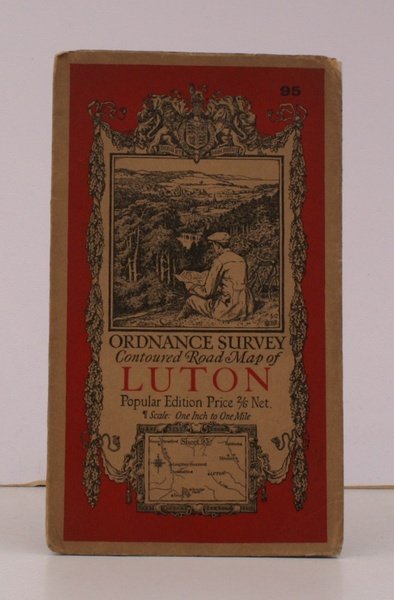 95
ORDNANCE SURVEY
Contoured Road Map of
LUTON
Popular Edition Price 2/6 Net.
¶ Scale: One Inch to One Mile
Sheet 95
LUTON